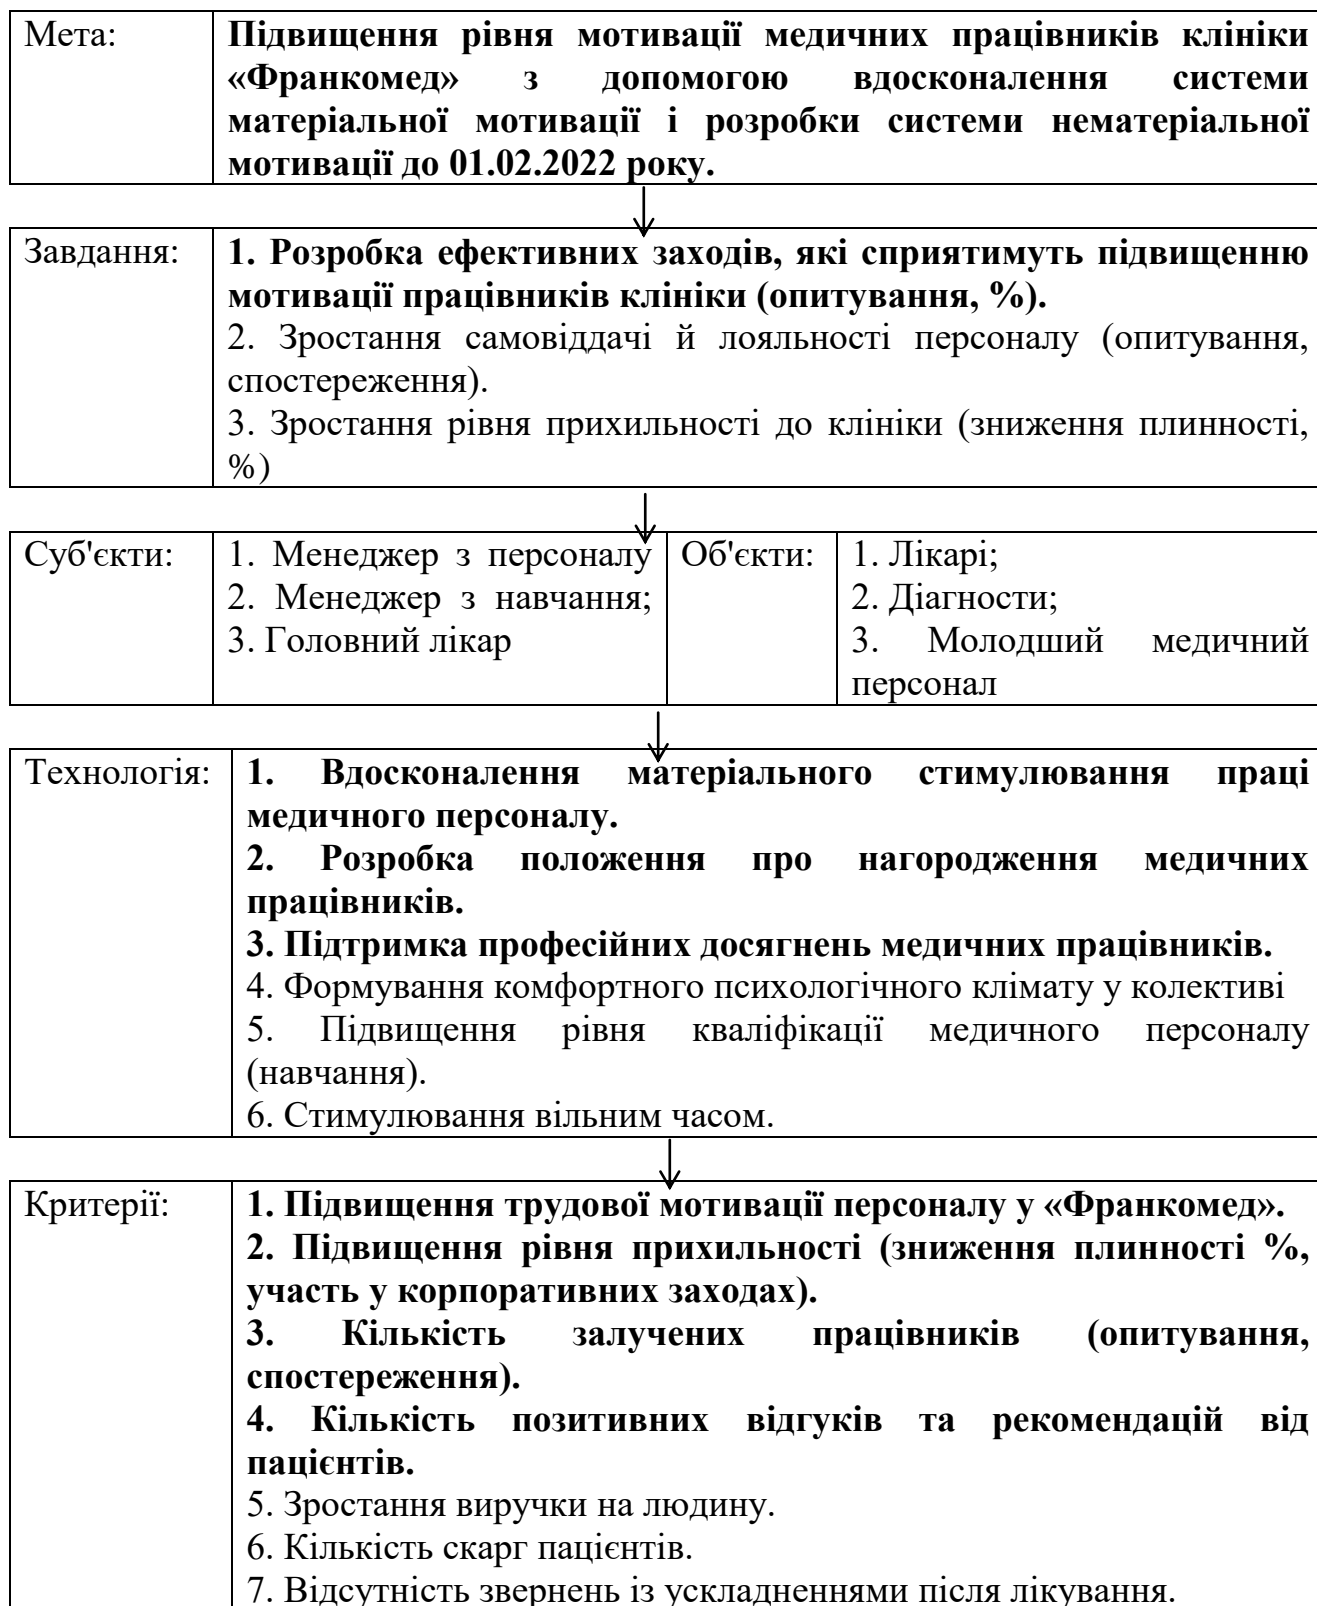 Мета:
Підвищення рівня мотивації медичних працівників клініки
«Франкомед» з допомогою вдосконалення системи
матеріальної мотивації і розробки системи нематеріальної
мотивації до 01.02.2022 року.
Завдання:
1. Розробка ефективних заходів, які сприятимуть підвищенню
мотивації працівників клініки (опитування, %).
2. Зростання самовіддачі й лояльності персоналу (опитування,
спостереження).
3. Зростання рівня прихильності до клініки (зниження плинності,
%)
Суб'єкти:
1. Менеджер з персоналу
2. Менеджер з навчання;
3. Головний лікар
Об'єкти:
1. Лікарі;
2. Діагности;
3. Молодший медичний
персонал
Технологія:
1. Вдосконалення матеріального стимулювання праці
медичного персоналу.
2. Розробка положення про нагородження медичних
працівників.
3. Підтримка професійних досягнень медичних працівників.
4. Формування комфортного психологічного клімату у колективі
5. Підвищення рівня кваліфікації медичного персоналу
(навчання).
6. Стимулювання вільним часом.
Критерії:
1. Підвищення трудової мотивації персоналу у «Франкомед».
2. Підвищення рівня прихильності (зниження плинності %,
участь у корпоративних заходах).
3. Кількість залучених працівників (опитування,
спостереження).
4. Кількість позитивних відгуків та рекомендацій від
пацієнтів.
5. Зростання виручки на людину.
6. Кількість скарг пацієнтів.
7. Відсутність звернень із ускладненнями після лікування.